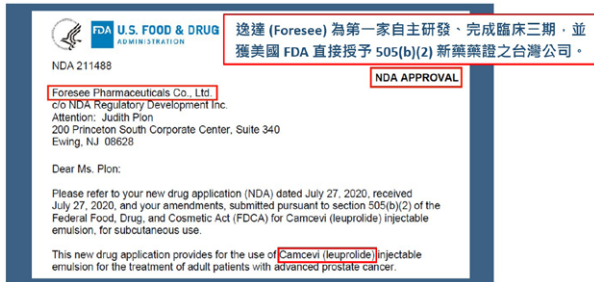 FDA U.S. FOOD & DRUG
ADMINISTRATION
逸達 (Foresee) 為第一家自主研發、完成臨床三期，並
獲美國 FDA 直接授予 505(b)(2) 新藥藥證之台灣公司。
NDA 211488
NDA APPROVAL
Foresee Pharmaceuticals Co., Ltd.
c/o NDA Regulatory Development Inc.
Attention: Judith Plon
200 Princeton South Corporate Center, Suite 340
Ewing, NJ 08628
Dear Ms. Plon:
Please refer to your new drug application (NDA) dated July 27, 2020, received
July 27, 2020, and your amendments, submitted pursuant to section 505(b)(2) of the
Federal Food, Drug, and Cosmetic Act (FDCA) for Camcevi (leuprolide) injectable
emulsion, for subcutaneous use.
This new drug application provides for the use of Camcevi (leuprolide) injectable
emulsion for the treatment of adult patients with advanced prostate cancer.